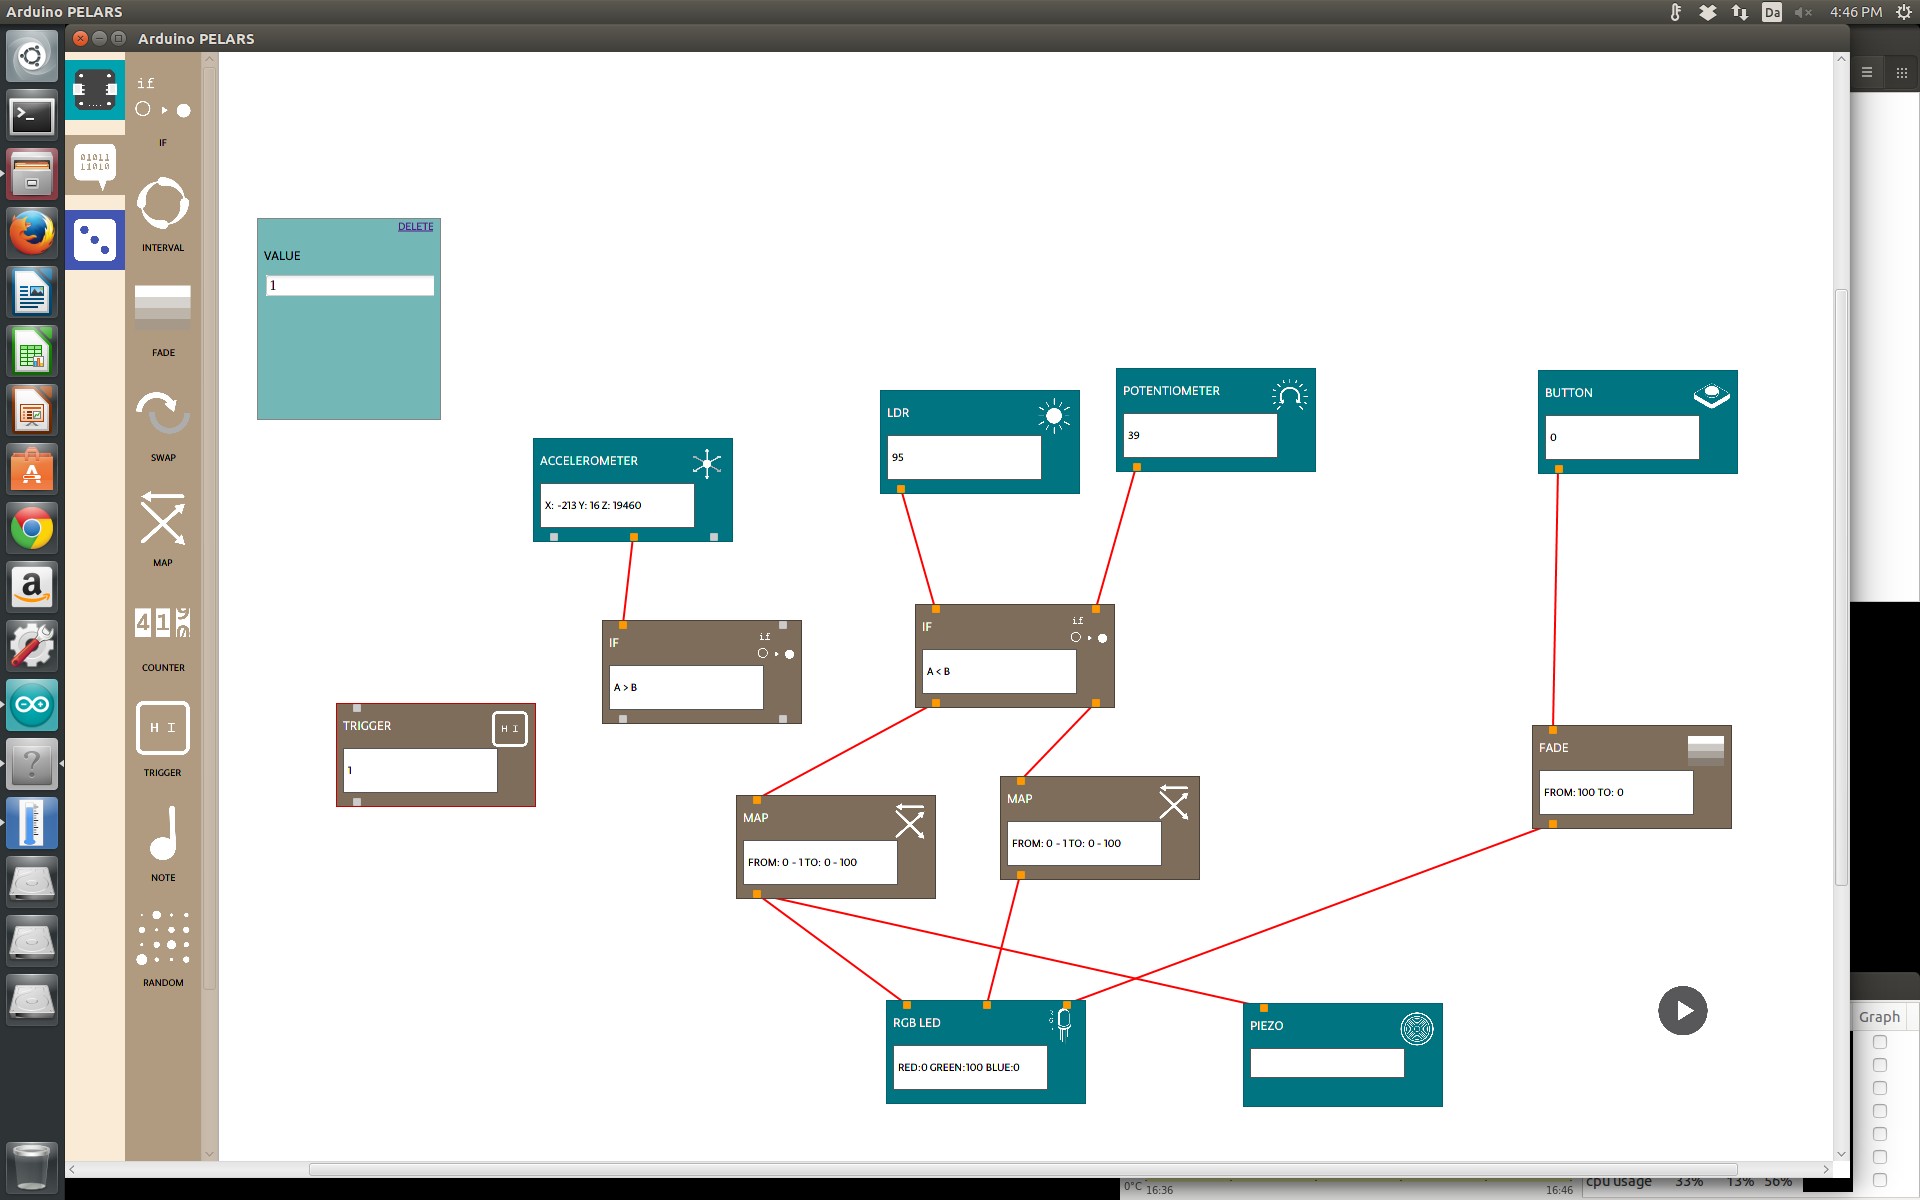 Arduino PELARS
Da
4:46 PM
Arduino PELARS
if
IF
01011
11010
INTERVAL
FADE
SWAP
MAP
COUNTER
H I
TRIGGER
NOTE
RANDOM
DELETE
VALUE
1
ACCELEROMETER
X: -213 Y: 16 Z: 19460
LDR
95
POTENTIOMETER
39
BUTTON
0
IF
if
A > B
IF
if
A < B
TRIGGER
H I
1
MAP
FROM: 0 - 1 TO: 0 - 100
MAP
FROM: 0 - 1 TO: 0 - 100
FADE
FROM: 100 TO: 0
RGB LED
RED:0 GREEN:100 BLUE:0
PIEZO
Graph
0°C
16:36
16:46
cpu usage 33% 13% 56%